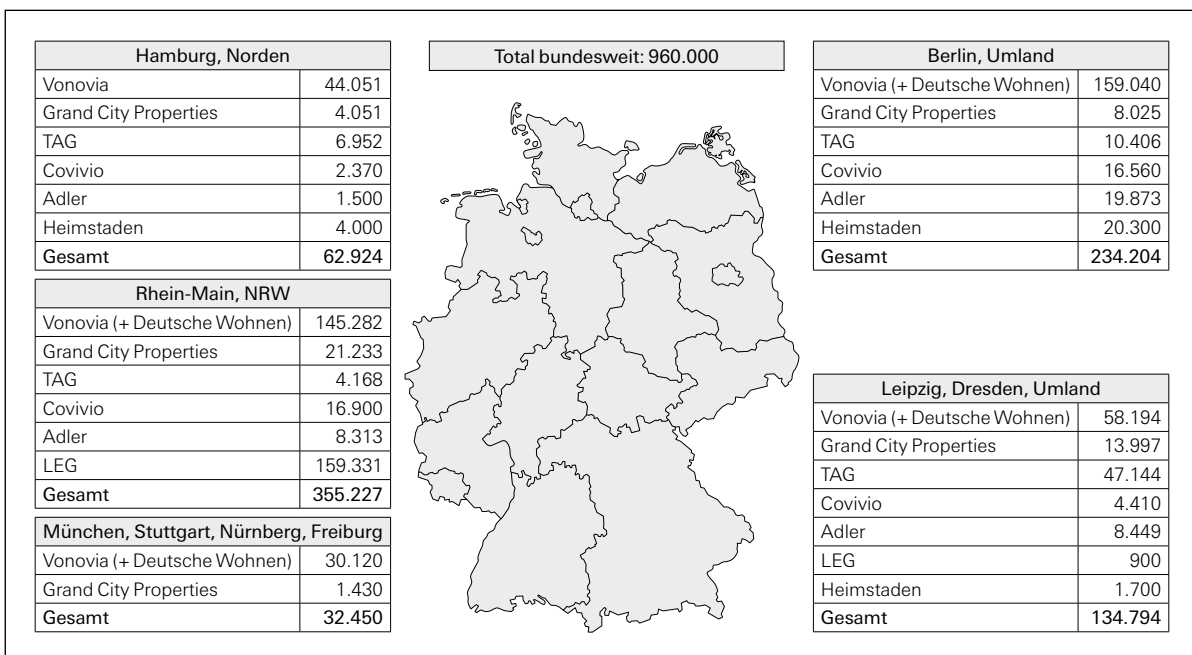 Hamburg, Norden
Vonovia 44.051
Grand City Properties 4.051
TAG 6.952
Covivio 2.370
Adler 1.500
Heimstaden 4.000
Gesamt 62.924
Rhein-Main, NRW
Vonovia (+ Deutsche Wohnen) 145.282
Grand City Properties 21.233
TAG 4.168
Covivio 16.900
Adler 8.313
LEG 159.331
Gesamt 355.227
München, Stuttgart, Nürnberg, Freiburg
Vonovia (+ Deutsche Wohnen) 30.120
Grand City Properties 1.430
Gesamt 32.450
Total bundesweit: 960.000
Berlin, Umland
Vonovia (+ Deutsche Wohnen) 159.040
Grand City Properties 8.025
TAG 10.406
Covivio 16.560
Adler 19.873
Heimstaden 20.300
Gesamt 234.204
Leipzig, Dresden, Umland
Vonovia (+ Deutsche Wohnen) 58.194
Grand City Properties 13.997
TAG 47.144
Covivio 4.410
Adler 8.449
LEG 900
Heimstaden 1.700
Gesamt 134.794